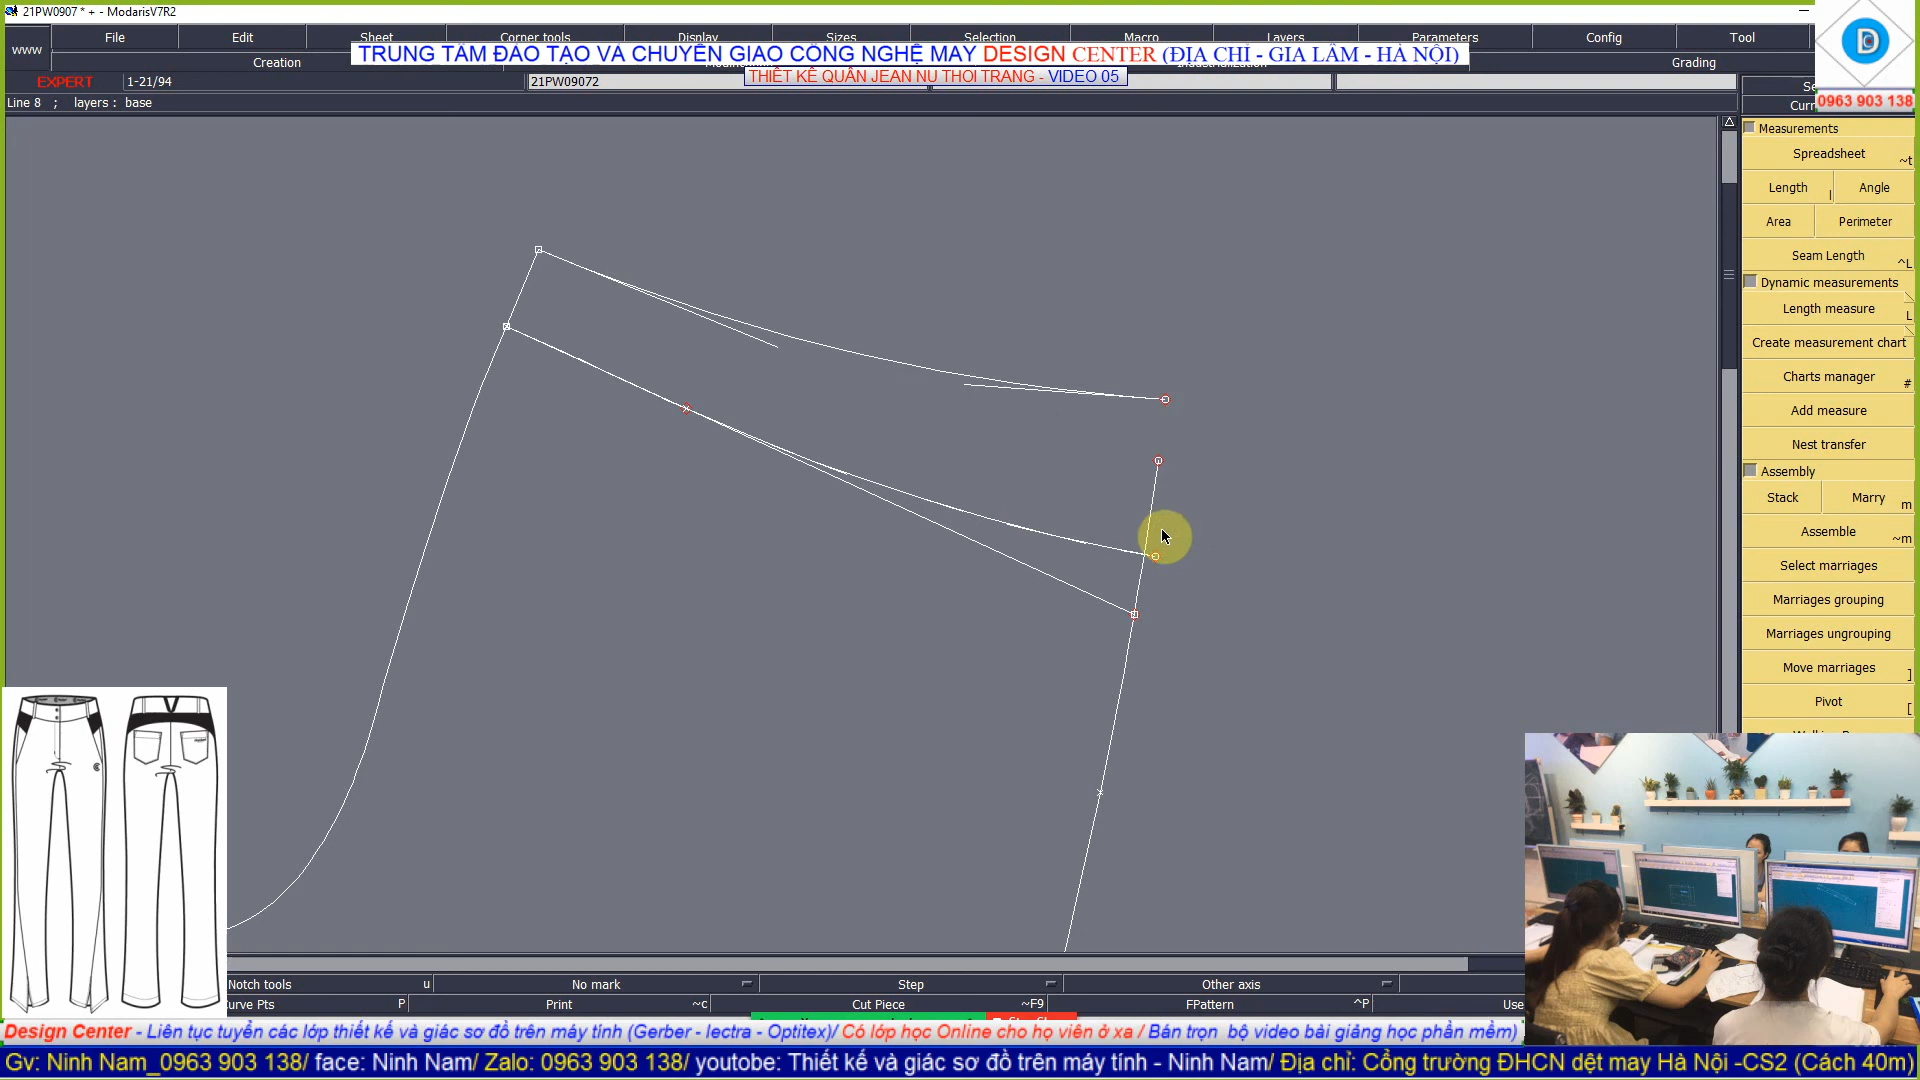 21PW0907 * + - ModarisV7R2
www
File
Edit
Sheet
Corner tools
Display
Sizes
Selection
Macro
Layers
Parameters
Config
Tool
TRUNG TÂM ĐÀO TẠO VÀ CHUYỂN GIAO CÔNG NGHỆ MAY DESIGN CENTER (ĐỊA CHỈ - GIA LÂM - HÀ NỘI)
Creation
Grading
THIẾT KẾ QUẦN JEAN NỮ THỜI TRANG - VIDEO 05
EXPERT
1-21/94
21PW09072
0963 903 138
Line 8 ; layers : base
Measurements
Spreadsheet ~t
Length l
Angle
Area
Perimeter
Seam Length ^L
Dynamic measurements
Length measure L
Create measurement chart
Charts manager #
Add measure
Nest transfer
Assembly
Stack
Marry m
Assemble ~m
Select marriages
Marriages grouping
Marriages ungrouping
Move marriages ]
Pivot [
Notch tools u
No mark
Step
Other axis
urve Pts P
Print ~c
Cut Piece ~F9
FPattern ^P
Use
Design Center - Liên tục tuyển các lớp thiết kế và giác sơ đồ trên máy tính (Gerber - lectra - Optitex)/ Có lớp học Online cho họ viên ở xa / Bán trọn bộ video bài giảng học phần mềm)
Gv: Ninh Nam_0963 903 138/ face: Ninh Nam/ Zalo: 0963 903 138/ youtobe: Thiết kế và giác sơ đồ trên máy tính - Ninh Nam/ Địa chỉ: Cổng trường ĐHCN dệt may Hà Nội -CS2 (Cách 40m)